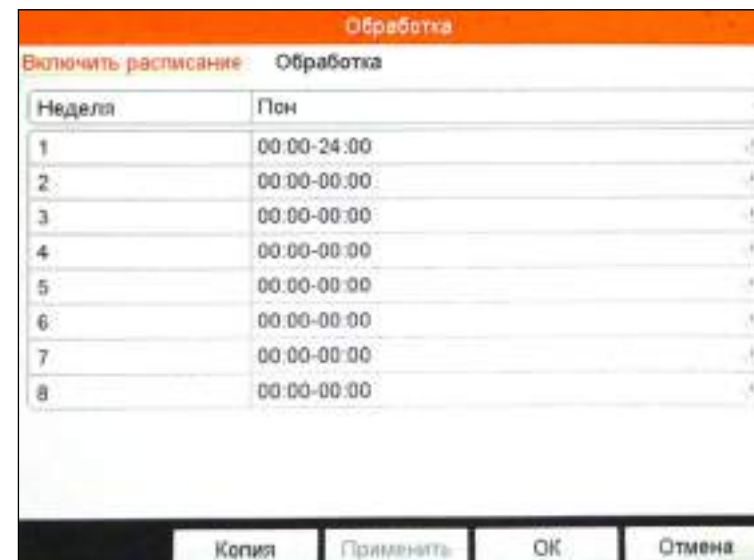 Обработка
Включить расписание Обработка
Неделя Пон
1 00:00-24:00
2 00:00-00:00
3 00:00-00:00
4 00:00-00:00
5 00:00-00:00
6 00:00-00:00
7 00:00-00:00
8 00:00-00:00
Копия Применить ОК Отмена